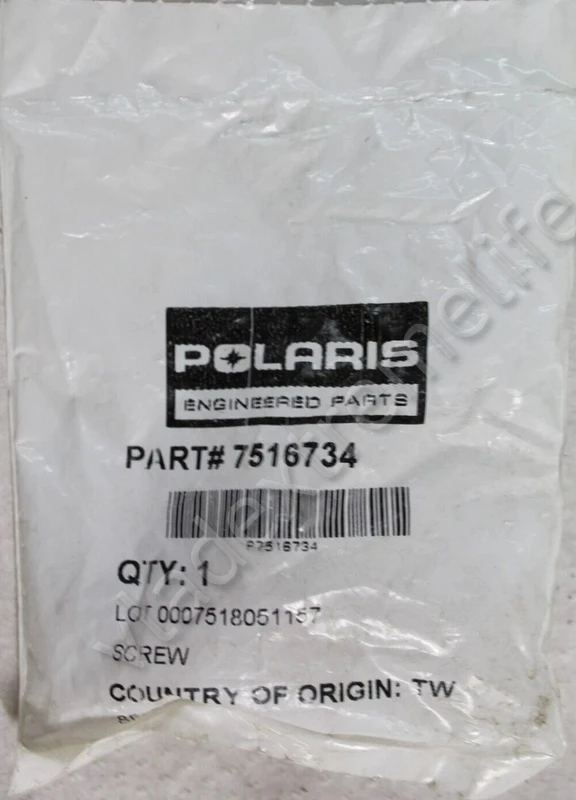 POLARIS
ENGINEERED PARTS
PART# 7516734
P7516734
QTY: 1
LOT 0007518051157
SCREW
COUNTRY OF ORIGIN: TW